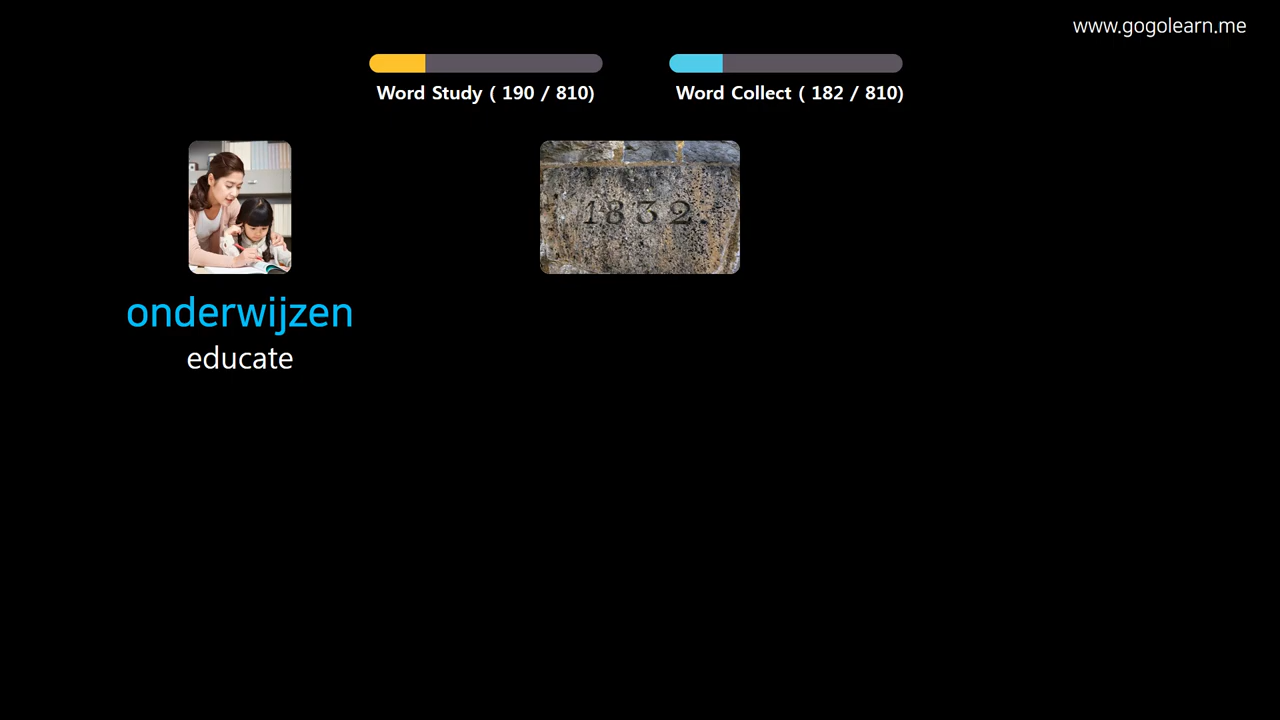 www.gogolearn.me
Word Study ( 190 / 810)
Word Collect ( 182 / 810)
1832.
onderwijzen
educate